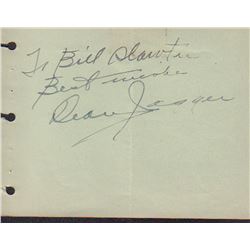 To Bill
Best wishes
Dean Jagger